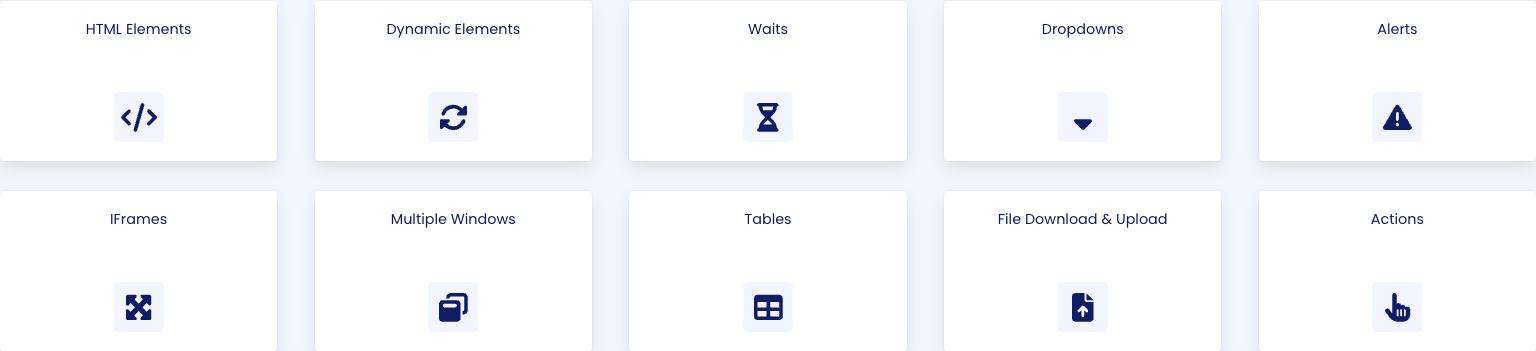 HTML Elements
Dynamic Elements
Waits
Dropdowns
Alerts
IFrames
Multiple Windows
Tables
File Download & Upload
Actions